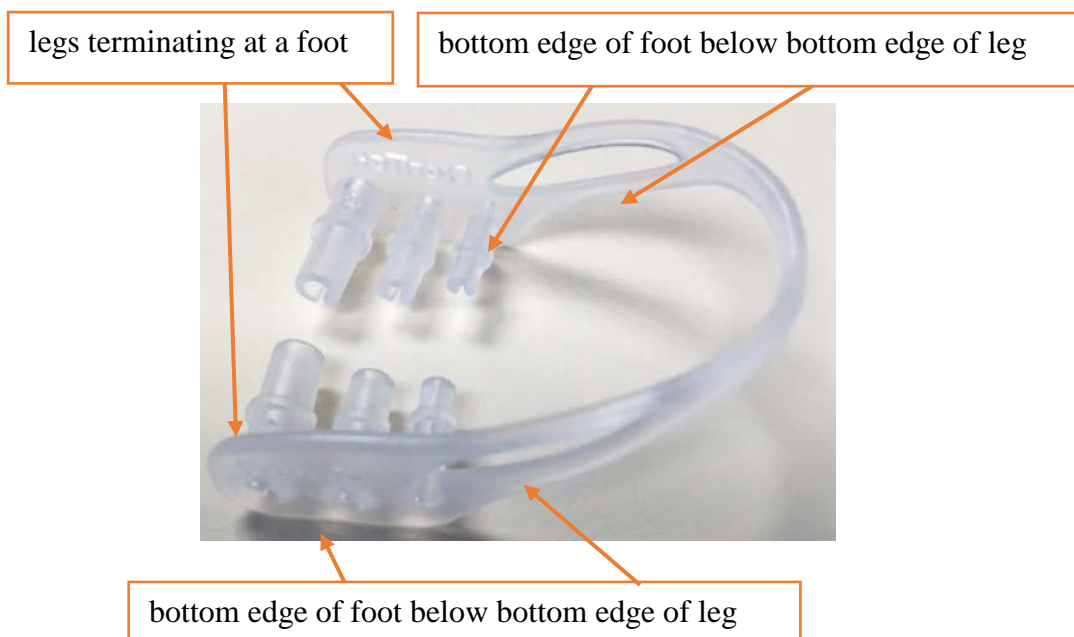 legs terminating at a foot
bottom edge of foot below bottom edge of leg
bottom edge of foot below bottom edge of leg